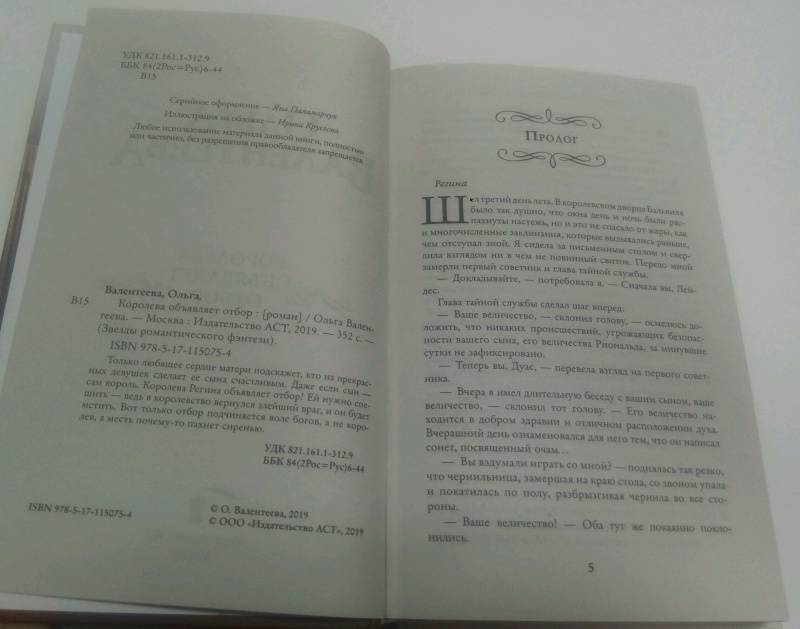 УДК 821.161.1-312.9
ББК 84(2Рос=Рус)6-44
В15
Серийное оформление — Яна Паламарчук
Иллюстрация на обложке — Ирина Круглова
Любое использование материала данной книги, полностью
или частично, без разрешения правообладателя запрещается.
Валентеева, Ольга.
В15
Королева объявляет отбор : [роман] / Ольга Вален-
теева. — Москва : Издательство АСТ, 2019. — 352 с. —
(Звезды романтического фэнтези).
ISBN 978-5-17-115075-4
Только любящее сердце матери подскажет, кто из прекрас-
ных девушек сделает ее сына счастливым. Даже если сын —
сам король. Королева Регина объявляет отбор! Ей нужно спе-
шить — ведь в королевство вернулся злейший враг, и он будет
мстить. Вот только отбор подчиняется воле богов, а не коро-
лев, а месть почему-то пахнет сиренью.
УДК 821.161.1-312.9
ББК 84(2Рос=Рус)6-44
ISBN 978-5-17-115075-4
© О. Валентеева, 2019
© ООО «Издательство АСТ», 2019
Пролог
Регина
Шел третий день лета. В королевском дворце Бальвиля
было так душно, что окна день и ночь были рас-
пахнуты настежь, но и это не спасало от жары, как
и многочисленные заклинания, которые выдыхались раньше,
чем отступал зной. Я сидела за письменным столом и свер-
лила взглядом ни в чем не повинный свиток. Передо мной
замерли первый советник и глава тайной службы.
— Докладывайте, — потребовала я. — Сначала вы, Лей-
дес.
Глава тайной службы сделал шаг вперед:
— Ваше величество, — склонил голову, — осмелюсь до-
ложить, что никаких происшествий, угрожающих безопас-
ности вашего сына, его величества Риональда, за минувшие
сутки не зафиксировано.
— Теперь вы, Дуас, — перевела взгляд на первого совет-
ника.
— Вчера я имел длительную беседу с вашим сыном, ваше
величество, — склонил тот голову. — Его величество на-
ходится в добром здравии и отличном расположении духа.
Вчерашний день ознаменовался для него тем, что он написал
сонет, посвященный очам...
— Вы вздумали играть со мной? — поднялась так резко,
что чернильница, замершая на краю стола, со звоном упала
и покатилась по полу, разбрызгивая чернила во все сто-
роны.
— Ваше величество! — Оба тут же покаянно покло-
нились.
5